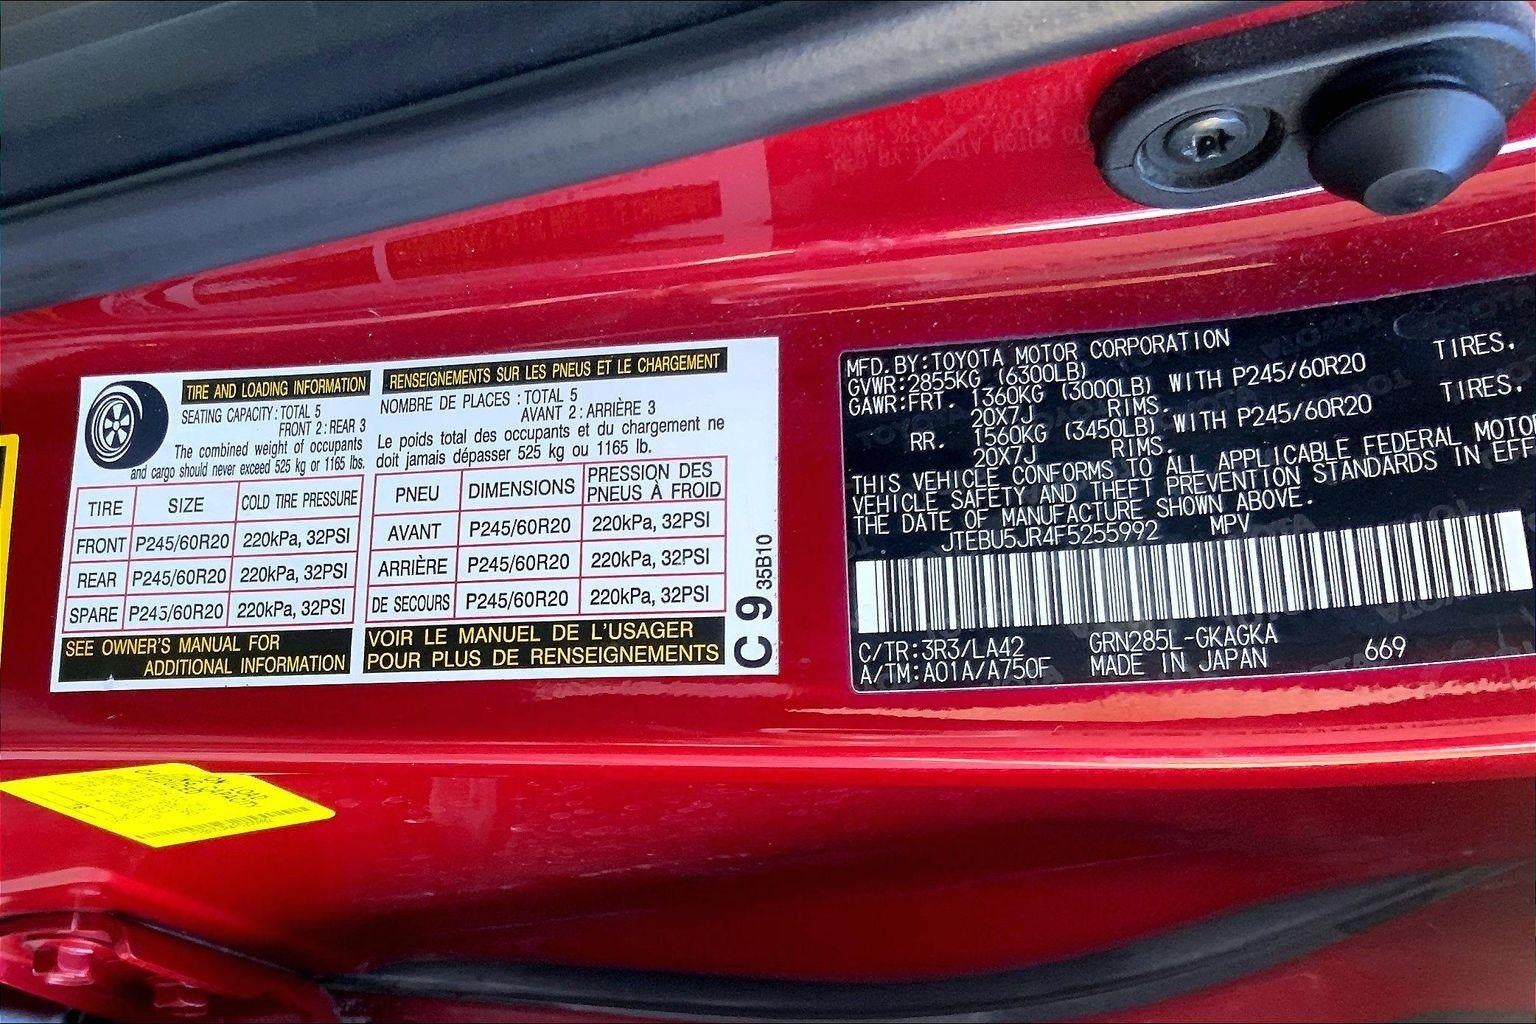 TIRE AND LOADING INFORMATION
SEATING CAPACITY: TOTAL 5
FRONT 2: REAR 3
The combined weight of occupants
and cargo should never exceed 525 kg or 1165 lbs.
TIRE SIZE COLD TIRE PRESSURE
FRONT P245/60R20 220kPa, 32PSI
REAR P245/60R20 220kPa, 32PSI
SPARE P245/60R20 220kPa, 32PSI
SEE OWNER'S MANUAL FOR
ADDITIONAL INFORMATION
RENSEIGNEMENTS SUR LES PNEUS ET LE CHARGEMENT
NOMBRE DE PLACES : TOTAL 5
AVANT 2: ARRIÈRE 3
Le poids total des occupants et du chargement ne
doit jamais dépasser 525 kg ou 1165 lb.
PNEU DIMENSIONS PRESSION DES
PNEUS À FROID
AVANT P245/60R20 220kPa, 32PSI
ARRIÈRE P245/60R20 220kPa, 32PSI
DE SECOURS P245/60R20 220kPa, 32PSI
VOIR LE MANUEL DE L'USAGER
POUR PLUS DE RENSEIGNEMENTS
C 9 35B10
MFD. BY: TOYOTA MOTOR CORPORATION
GVWR: 2855KG (6300LB)
GAWR: FRT. 1360KG (3000LB) WITH P245/60R20 TIRES,
20X7J RIMS.
RR. 1560KG (3450LB) WITH P245/60R20 TIRES,
20X7J RIMS.
THIS VEHICLE CONFORMS TO ALL APPLICABLE FEDERAL MOTO
VEHICLE SAFETY AND THEFT PREVENTION STANDARDS IN EFF
THE DATE OF MANUFACTURE SHOWN ABOVE.
JTEBU5JR4F5255992 MPV
C/TR: 3R3/LA42 GRN285L-GKAGKA
A/TM: A01A/A750F MADE IN JAPAN 669